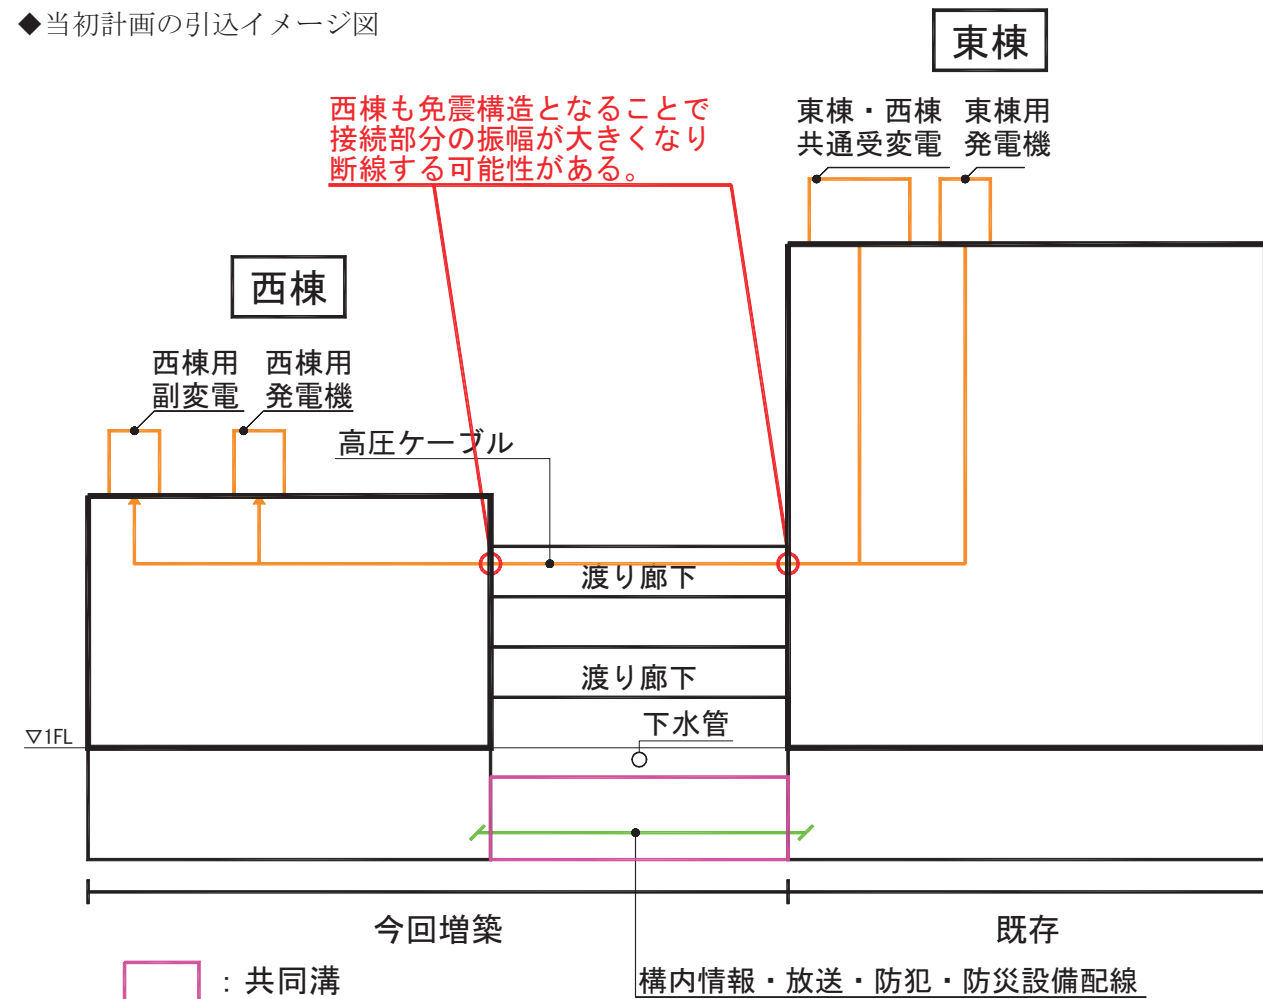 ◆当初計画の引込イメージ図
東棟
西棟も免震構造となることで
接続部分の振幅が大きくなり
断線する可能性がある。
東棟・西棟
共通受変電
東棟用
発電機
西棟
西棟用
副変電
西棟用
発電機
高圧ケーブル
渡り廊下
渡り廊下
下水管
▽1FL
今回増築
既存
：共同溝
構内情報・放送・防犯・防災設備配線